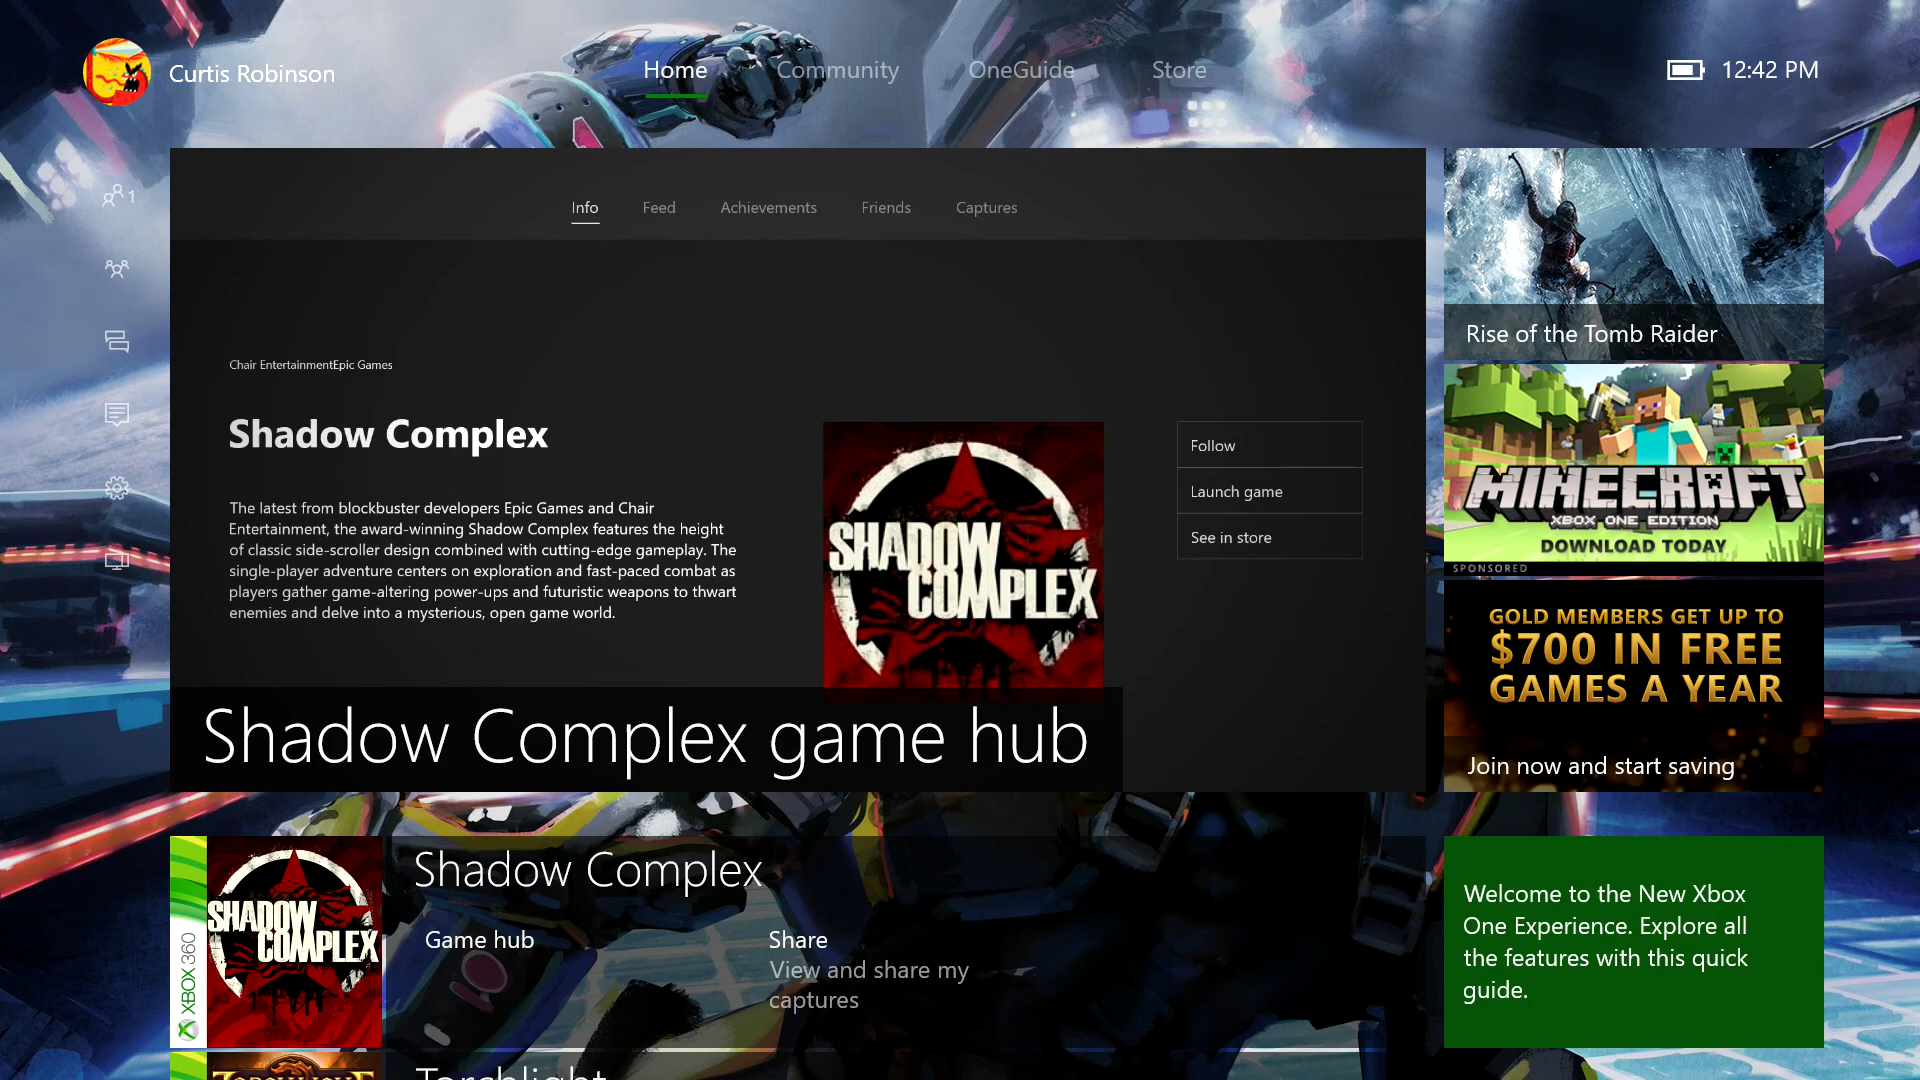 Curtis Robinson
Home
Community
OneGuide
Store
12:42 PM
1
Info
Feed
Achievements
Friends
Captures
Chair EntertainmentEpic Games
Shadow Complex
The latest from blockbuster developers Epic Games and Chair
Entertainment, the award-winning Shadow Complex features the height
of classic side-scroller design combined with cutting-edge gameplay. The
single-player adventure centers on exploration and fast-paced combat as
players gather game-altering power-ups and futuristic weapons to thwart
enemies and delve into a mysterious, open game world.
SHADOW
COMPLEX
Follow
Launch game
See in store
Shadow Complex game hub
Rise of the Tomb Raider
MINECRAFT
XBOX ONE EDITION
DOWNLOAD TODAY
SPONSORED
GOLD MEMBERS GET UP TO
$700 IN FREE
GAMES A YEAR
Join now and start saving
XBOX 360
SHADOW
COMPLEX
Shadow Complex
Game hub
Share
View and share my
captures
Welcome to the New Xbox
One Experience. Explore all
the features with this quick
guide.
TORCHLIGHT
Torchlight